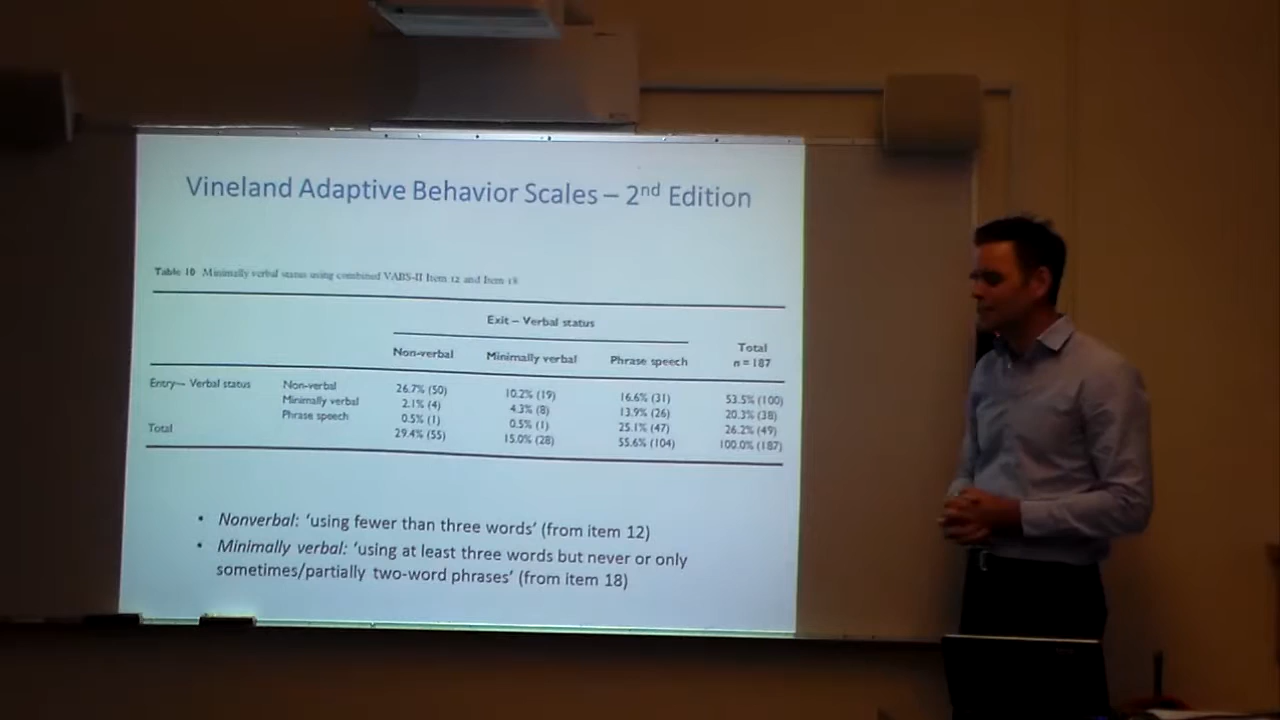 Vineland Adaptive Behavior Scales – 2nd Edition
Table 10 Minimally verbal status using combined VABS-II Item 12 and Item 18
Exit – Verbal status
Non-verbal Minimally verbal Phrase speech Total n = 187
Entry— Verbal status Non-verbal 26.7% (50) 10.2% (19) 16.6% (31) 53.5% (100)
Minimally verbal 2.1% (4) 4.3% (8) 13.9% (26) 20.3% (38)
Phrase speech 0.5% (1) 0.5% (1) 25.1% (47) 26.2% (49)
Total 29.4% (55) 15.0% (28) 55.6% (104) 100.0% (187)
• Nonverbal: ‘using fewer than three words’ (from item 12)
• Minimally verbal: ‘using at least three words but never or only
sometimes/partially two-word phrases’ (from item 18)